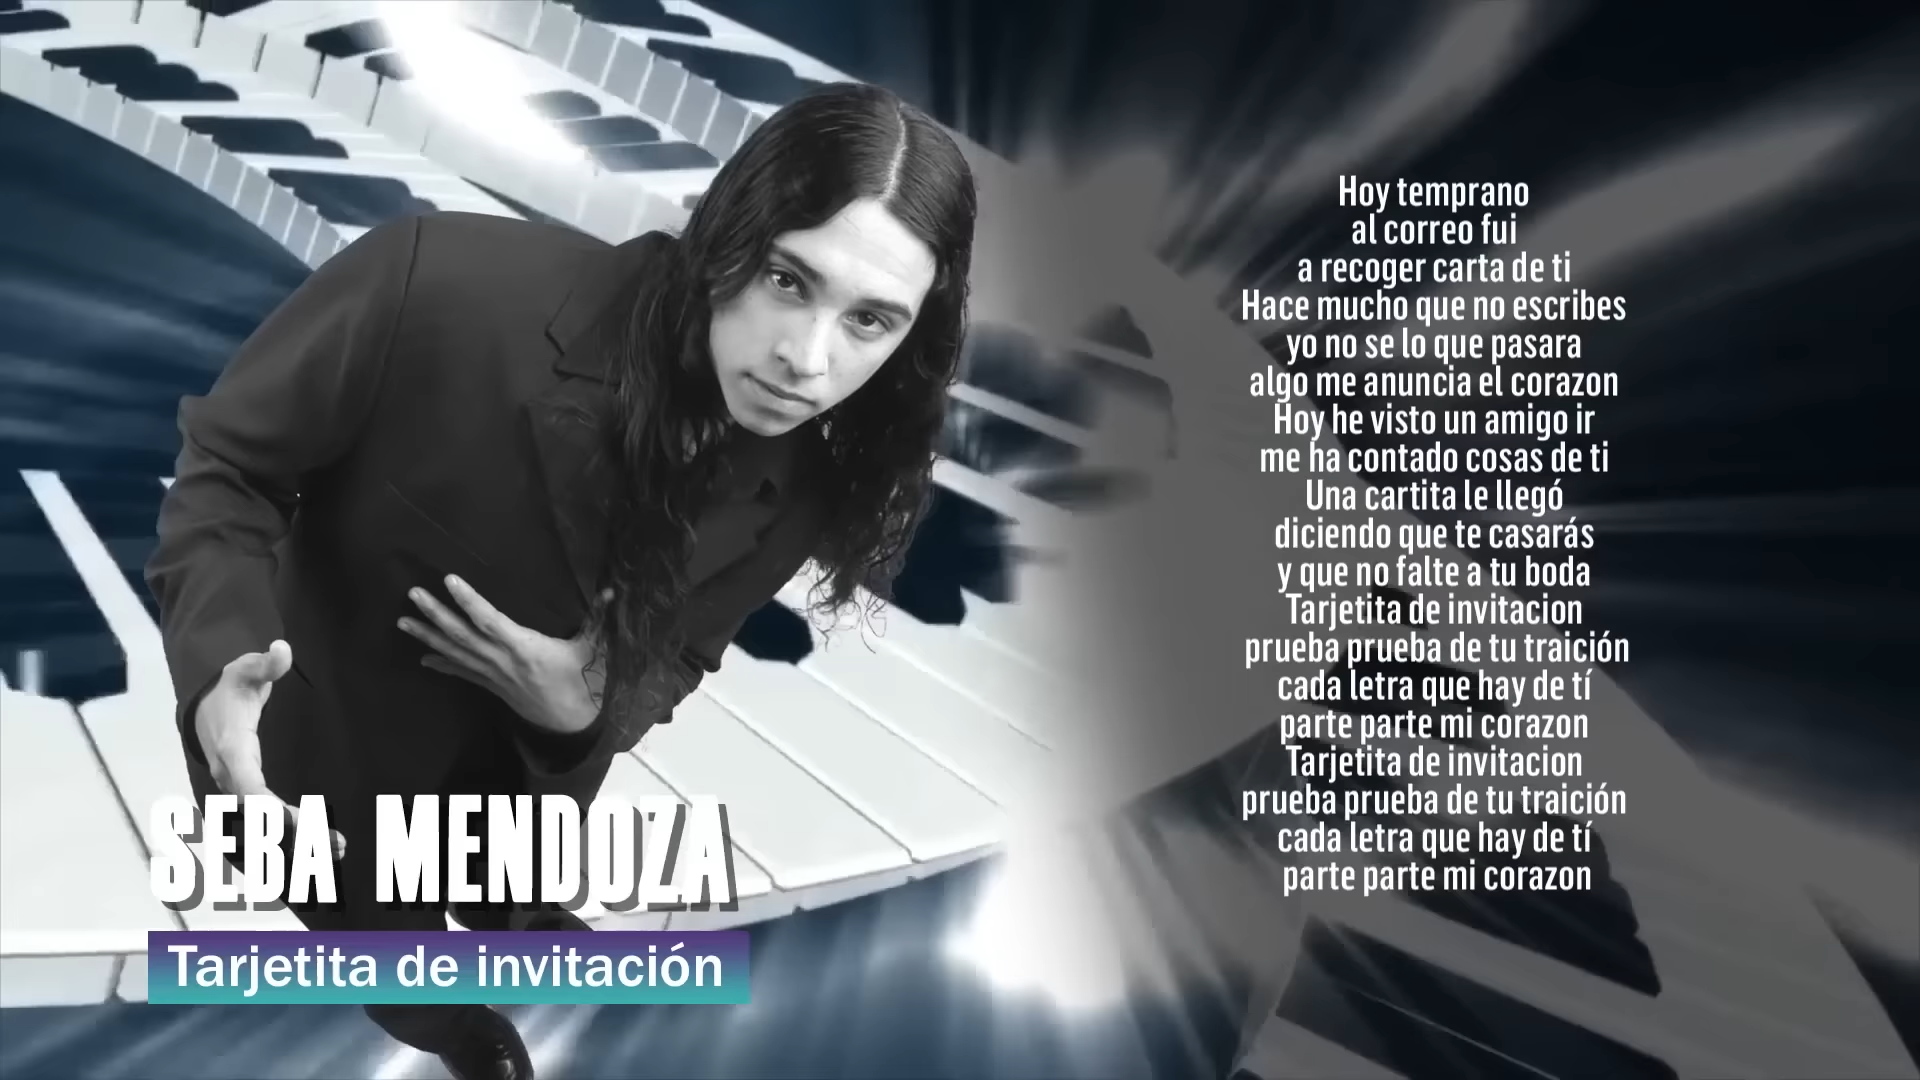 Hoy temprano
al correo fui
a recoger carta de ti
Hace mucho que no escribes
yo no se lo que pasara
algo me anuncia el corazon
Hoy he visto un amigo ir
me ha contado cosas de ti
Una cartita le llegó
diciendo que te casarás
y que no falte a tu boda
Tarjetita de invitacion
prueba prueba de tu traición
cada letra que hay de tí
parte parte mi corazon
Tarjetita de invitacion
prueba prueba de tu traición
cada letra que hay de tí
parte parte mi corazon
SEBA MENDOZA
Tarjetita de invitación